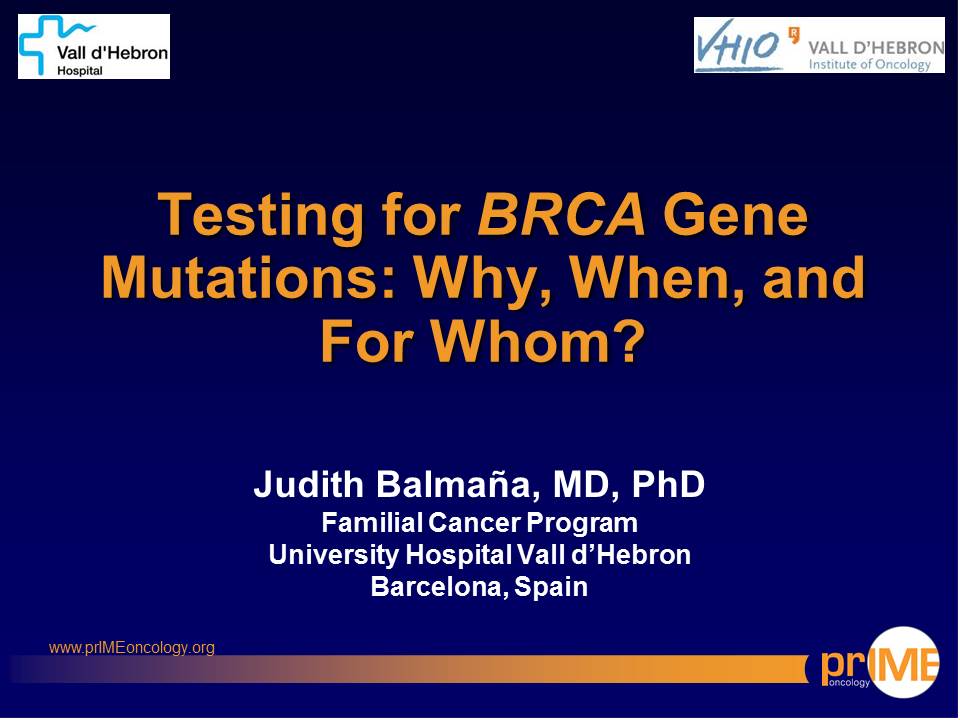 Vall d'Hebron
Hospital
VHIO
VALL D'HEBRON
Institute of Oncology
Testing for BRCA Gene
Mutations: Why, When, and
For Whom?
Judith Balmaña, MD, PhD
Familial Cancer Program
University Hospital Vall d’Hebron
Barcelona, Spain
www.prIMEoncology.org
prIME
oncology